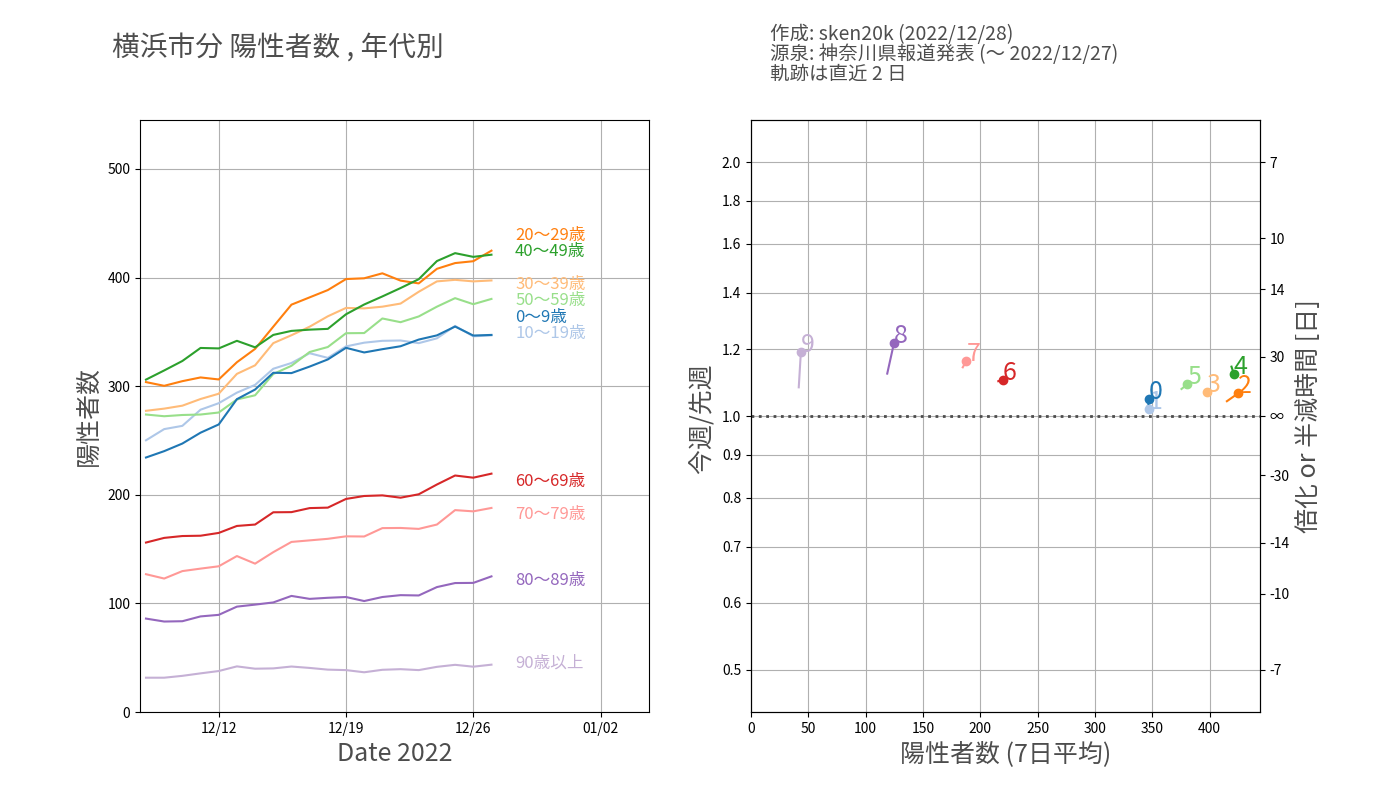 横浜市分 陽性者数 , 年代別
作成: sken20k (2022/12/28)
源泉: 神奈川県報道発表 (〜 2022/12/27)
軌跡は直近 2 日
陽性者数
500
400
300
200
100
0
12/12
12/19
12/26
01/02
Date 2022
20〜29歳
40〜49歳
30〜39歳
50〜59歳
0〜9歳
10〜19歳
60〜69歳
70〜79歳
80〜89歳
90歳以上
今週/先週
2.0
1.8
1.6
1.4
1.2
1.0
0.9
0.8
0.7
0.6
0.5
9
8
7
6
0
1
5
3
4
2
0
50
100
150
200
250
300
350
400
陽性者数 (7日平均)
7
10
14
30
∞
-30
-14
-10
-7
倍化 or 半減時間 [日]